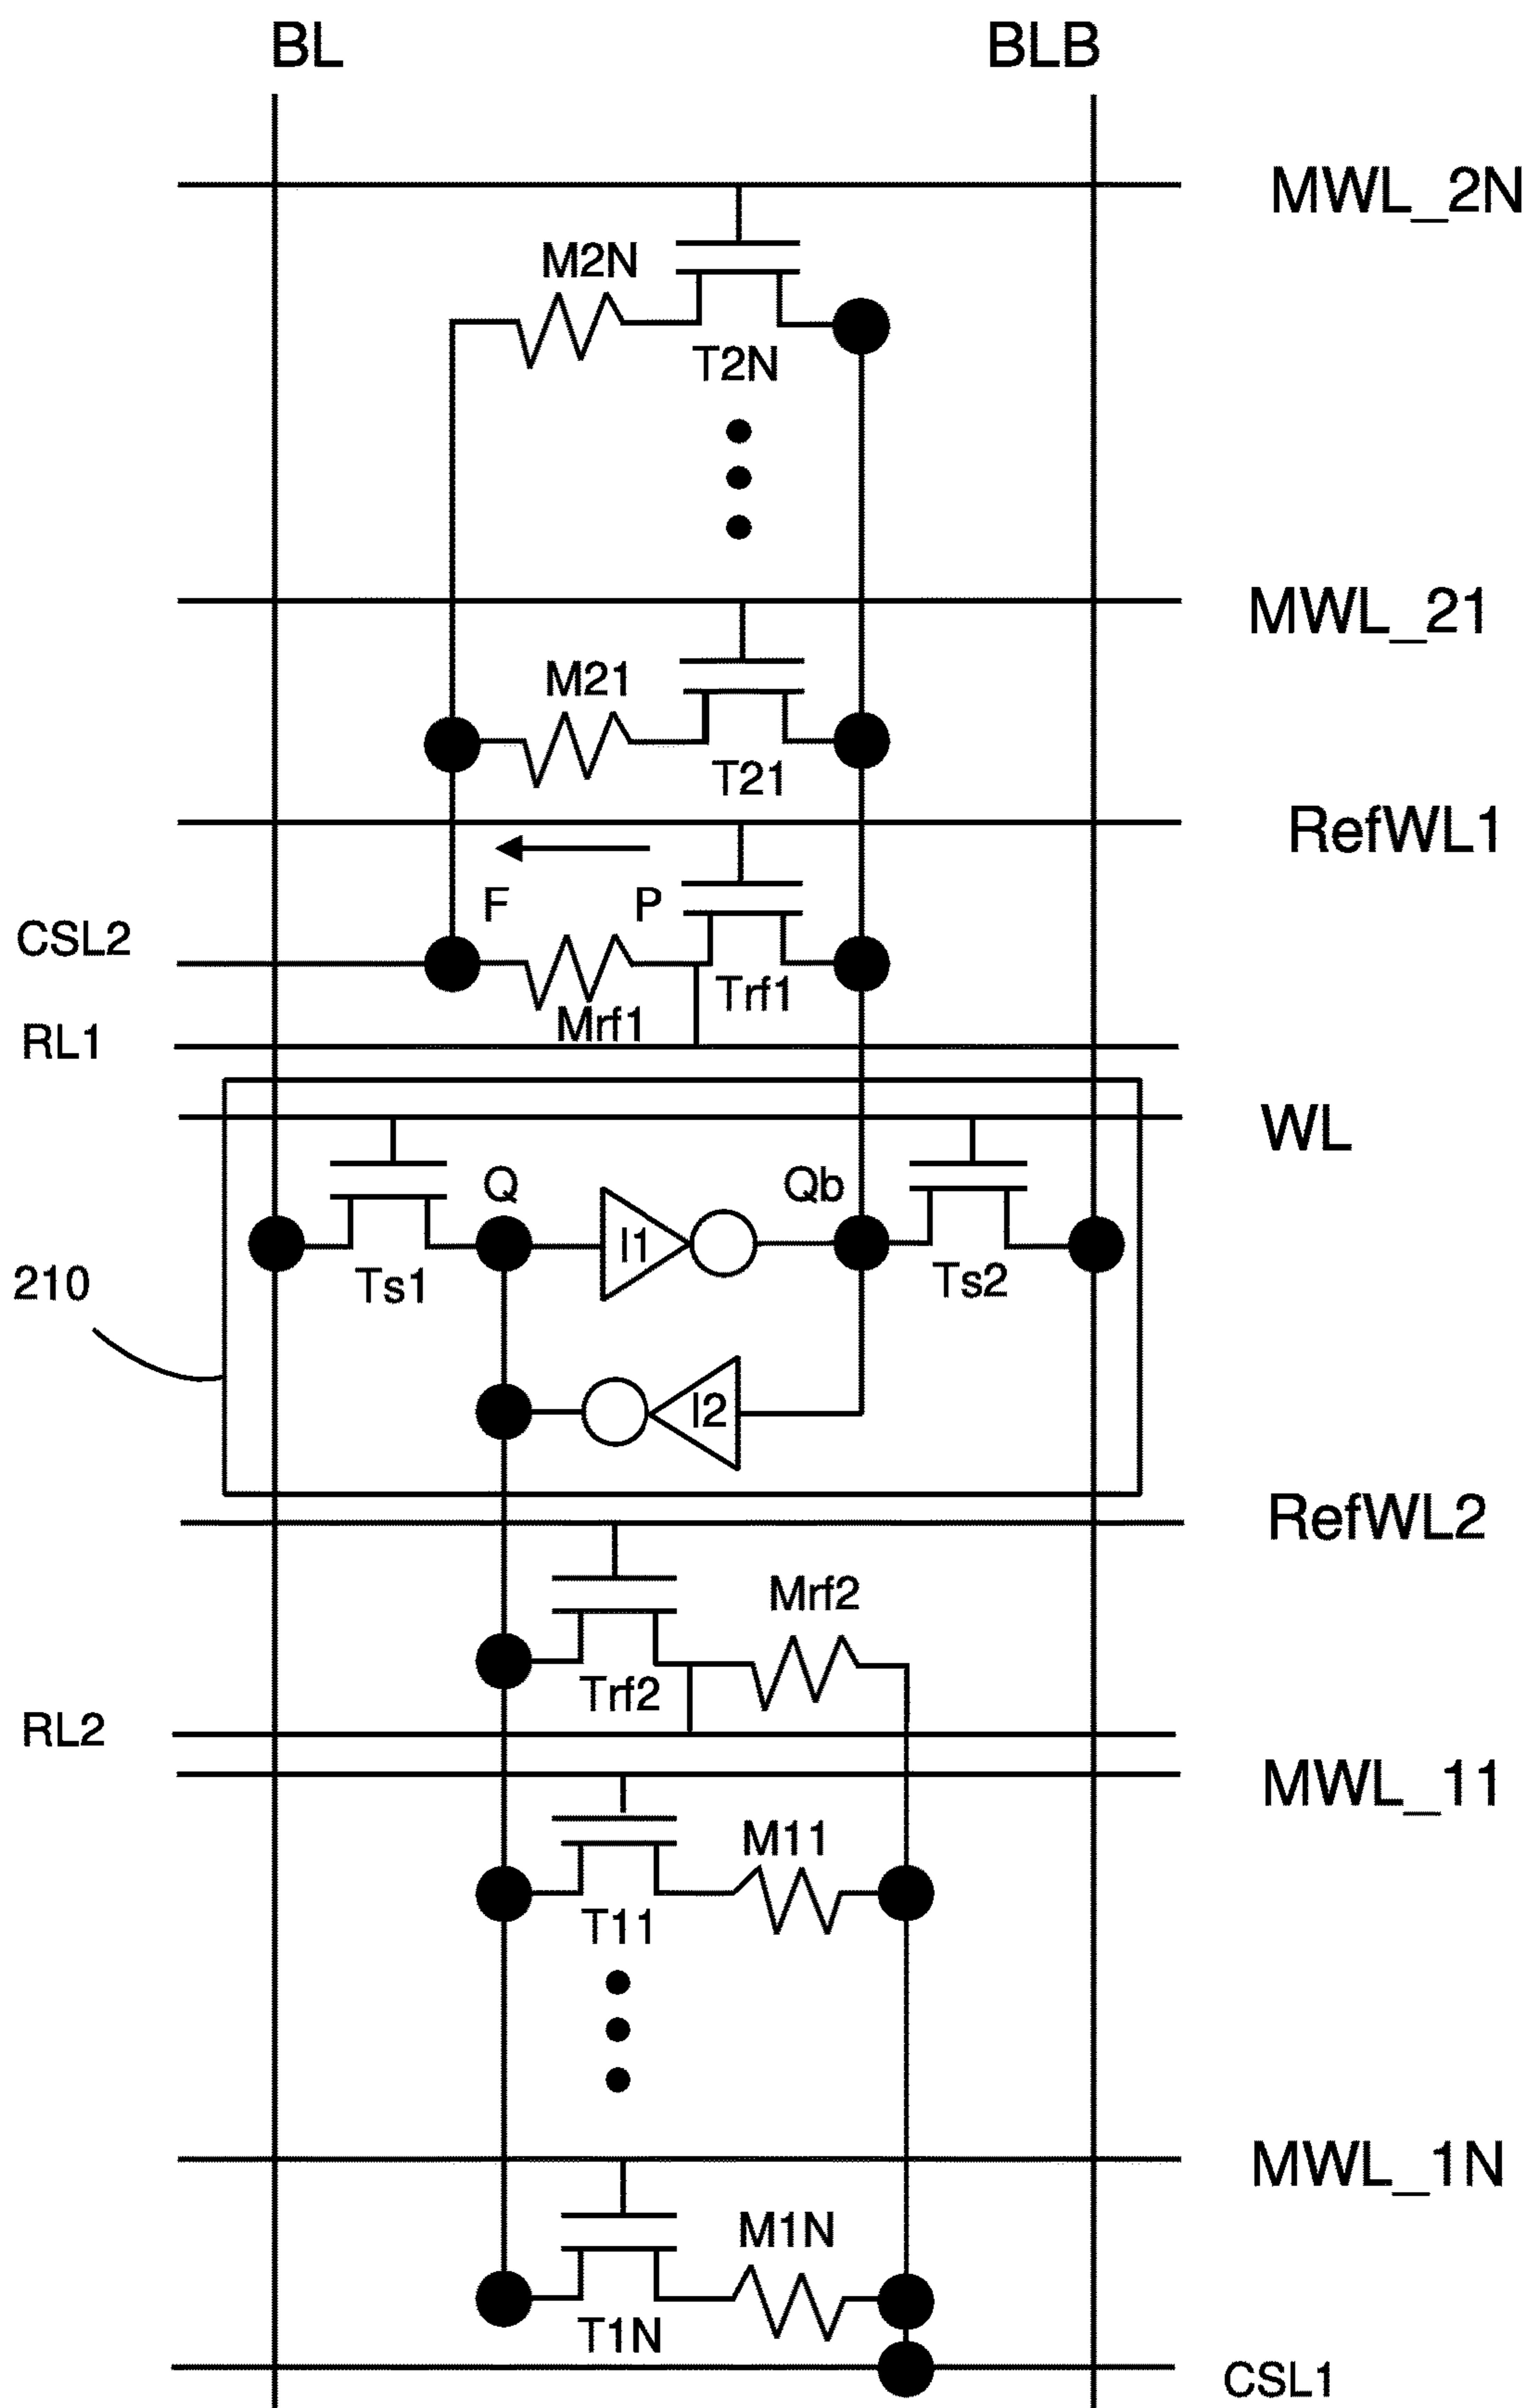 BL
BLB
MWL_2N
M2N
T2N
MWL_21
M21
T21
RefWL1
F
P
CSL2
Trf1
Mrf1
RL1
WL
Q
Qb
I1
Ts1
Ts2
210
I2
RefWL2
Mrf2
Trf2
RL2
MWL_11
M11
T11
MWL_1N
M1N
T1N
CSL1